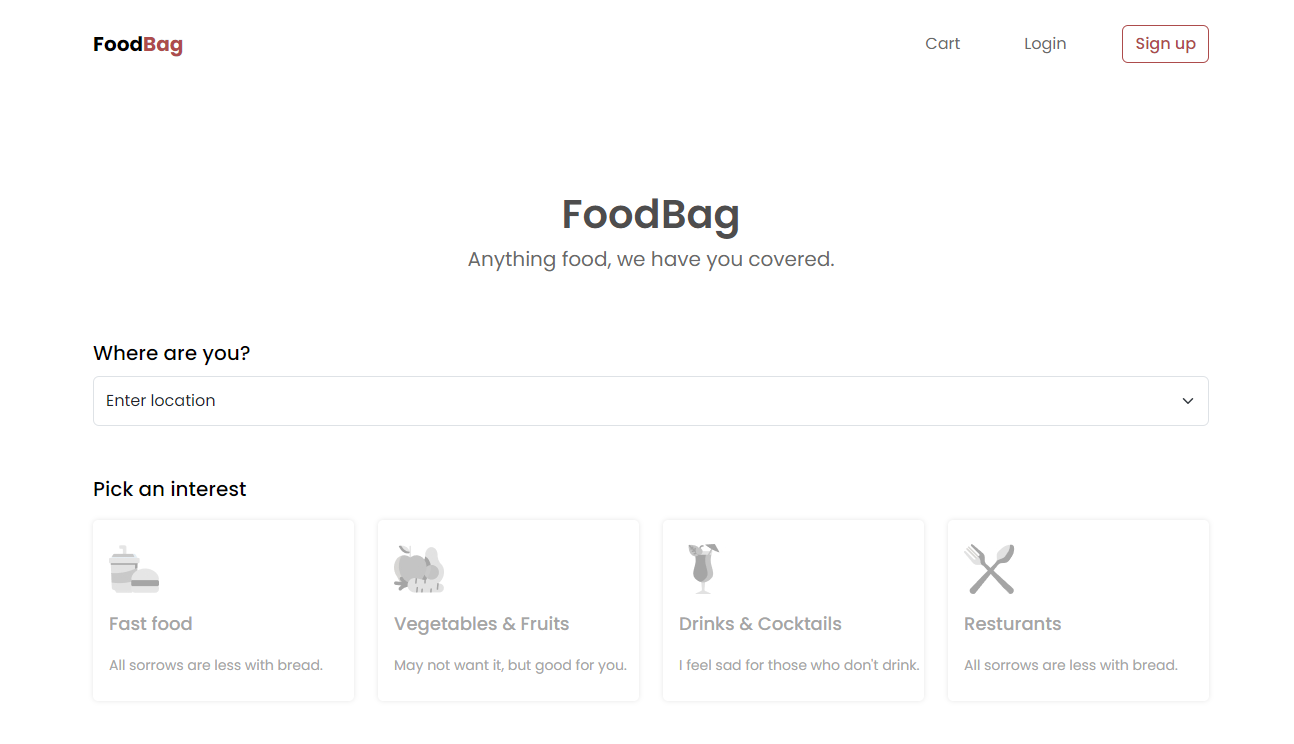 FoodBag
Cart
Login
Sign up
FoodBag
Anything food, we have you covered.
Where are you?
Enter location
Pick an interest
Fast food
All sorrows are less with bread.
Vegetables & Fruits
May not want it, but good for you.
Drinks & Cocktails
I feel sad for those who don't drink.
Resturants
All sorrows are less with bread.